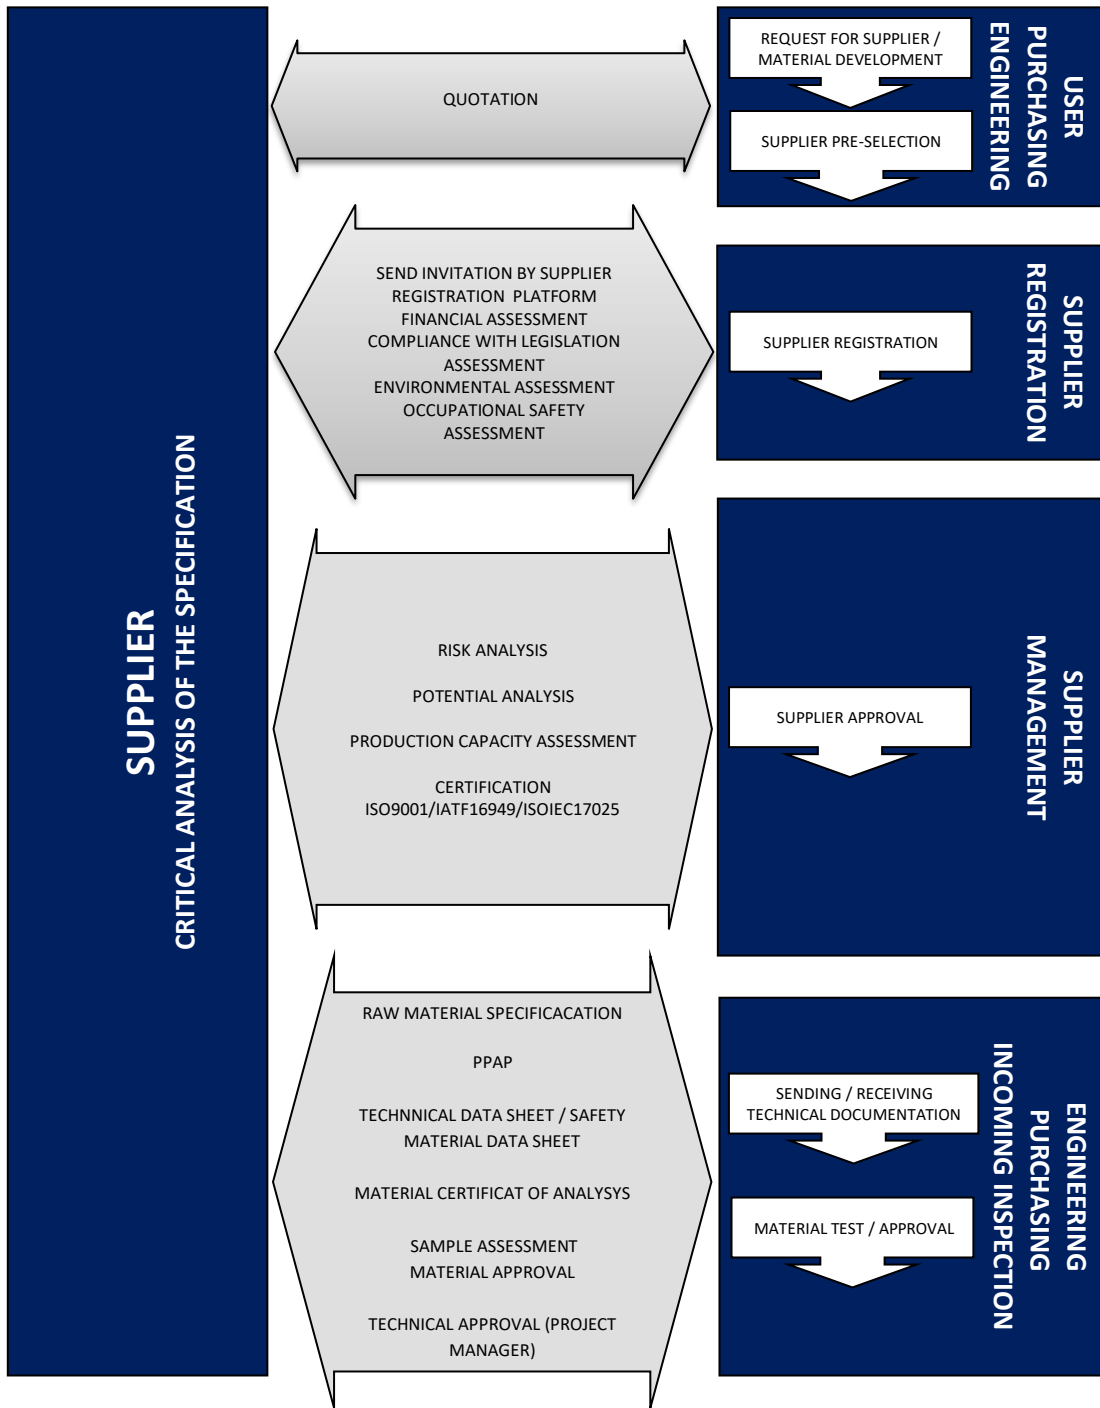 SUPPLIER
CRITICAL ANALYSIS OF THE SPECIFICATION
QUOTATION
REQUEST FOR SUPPLIER /
MATERIAL DEVELOPMENT
SUPPLIER PRE-SELECTION
USER
PURCHASING
ENGINEERING
SEND INVITATION BY SUPPLIER
REGISTRATION PLATFORM
FINANCIAL ASSESSMENT
COMPLIANCE WITH LEGISLATION
ASSESSMENT
ENVIRONMENTAL ASSESSMENT
OCCUPATIONAL SAFETY
ASSESSMENT
SUPPLIER REGISTRATION
SUPPLIER
REGISTRATION
RISK ANALYSIS
POTENTIAL ANALYSIS
PRODUCTION CAPACITY ASSESSMENT
CERTIFICATION
ISO9001/IATF16949/ISOIEC17025
SUPPLIER APPROVAL
SUPPLIER
MANAGEMENT
RAW MATERIAL SPECIFICACATION
PPAP
TECHNNICAL DATA SHEET / SAFETY
MATERIAL DATA SHEET
MATERIAL CERTIFICAT OF ANALYSYS
SAMPLE ASSESSMENT
MATERIAL APPROVAL
TECHNICAL APPROVAL (PROJECT
MANAGER)
SENDING / RECEIVING
TECHNICAL DOCUMENTATION
MATERIAL TEST / APPROVAL
ENGINEERING
PURCHASING
INCOMING INSPECTION